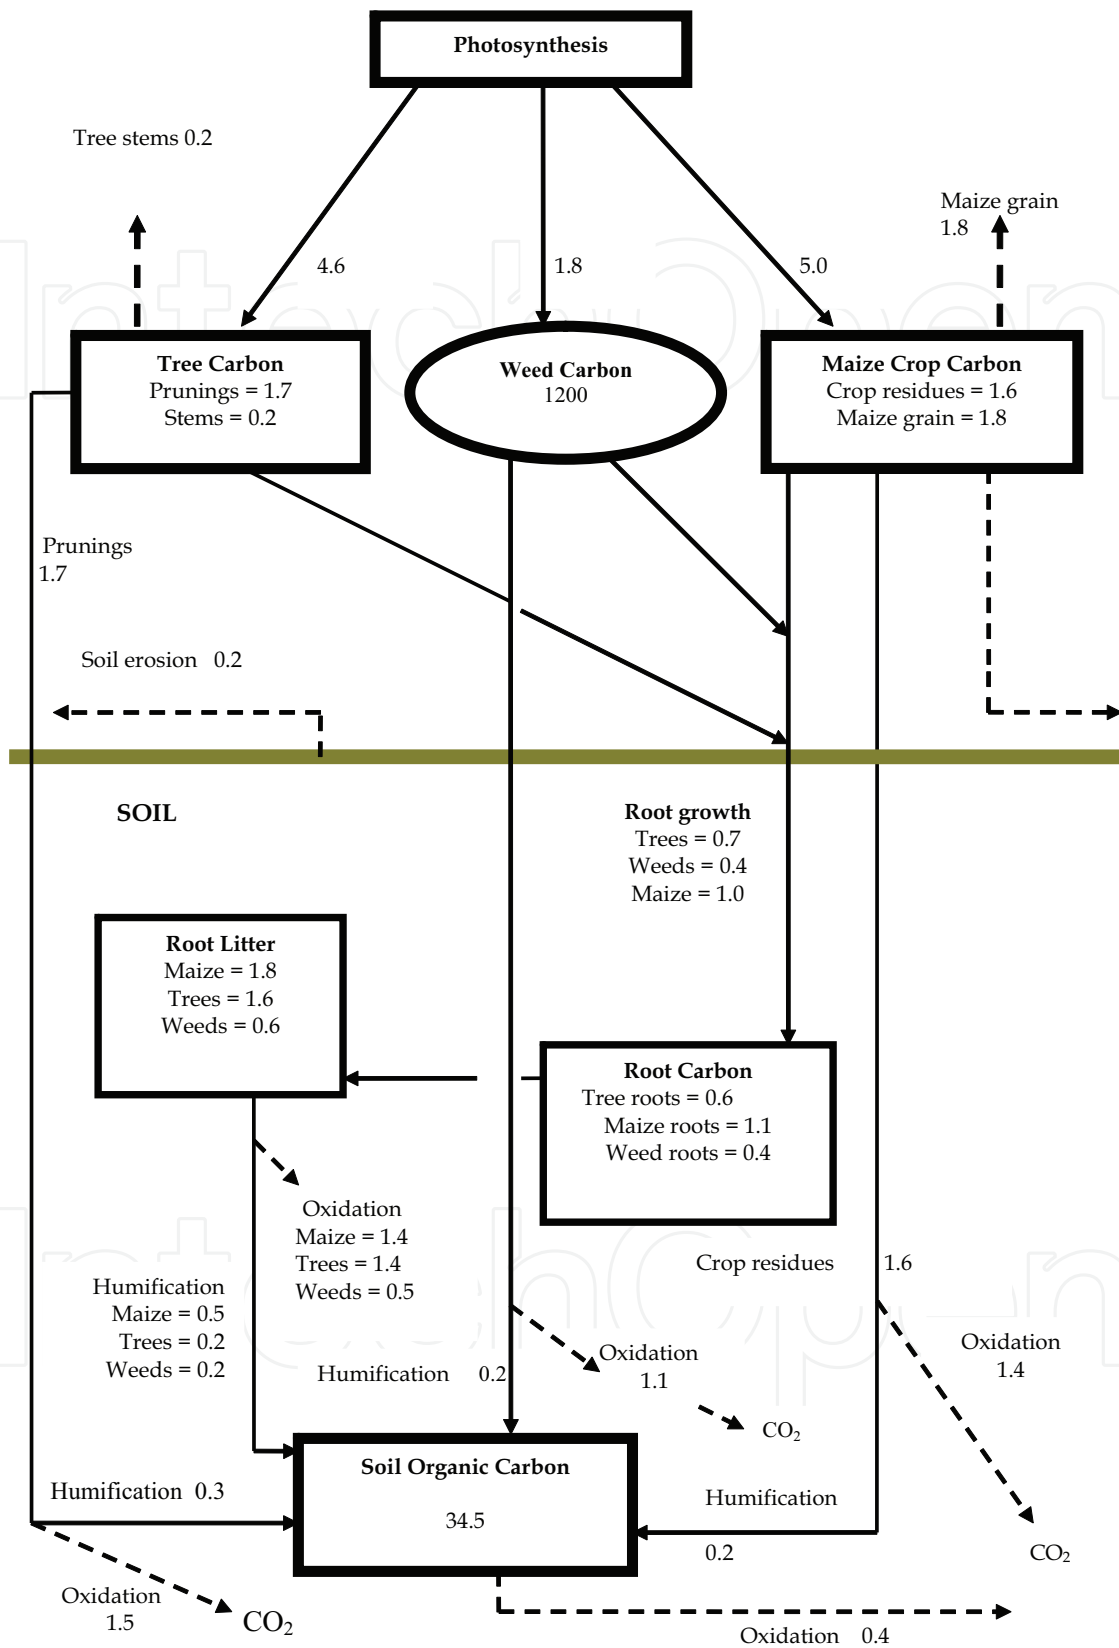 Photosynthesis
Tree stems 0.2
Maize grain
1.8
4.6
1.8
5.0
Tree Carbon
Prunings = 1.7
Stems = 0.2
Weed Carbon
1200
Maize Crop Carbon
Crop residues = 1.6
Maize grain = 1.8
Prunings
1.7
Soil erosion 0.2
SOIL
Root growth
Trees = 0.7
Weeds = 0.4
Maize = 1.0
Root Litter
Maize = 1.8
Trees = 1.6
Weeds = 0.6
Root Carbon
Tree roots = 0.6
Maize roots = 1.1
Weed roots = 0.4
Oxidation
Maize = 1.4
Trees = 1.4
Weeds = 0.5
Crop residues 1.6
Humification
Maize = 0.5
Trees = 0.2
Weeds = 0.2
Humification 0.2
Oxidation
1.1
CO₂
Oxidation
1.4
Soil Organic Carbon
34.5
Humification 0.3
Humification
0.2
CO₂
Oxidation
1.5
CO₂
Oxidation 0.4
IntechOpen
IntechOpen